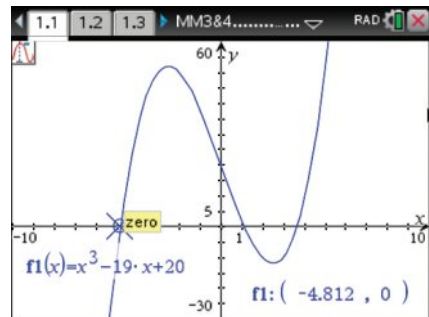 1.1 1.2 1.3 MM3&4........ ... RAD
60 y
zero
5
x
-10 1 10
f1(x)=x³-19·x+20
f1: ( -4.812 , 0 )
-30